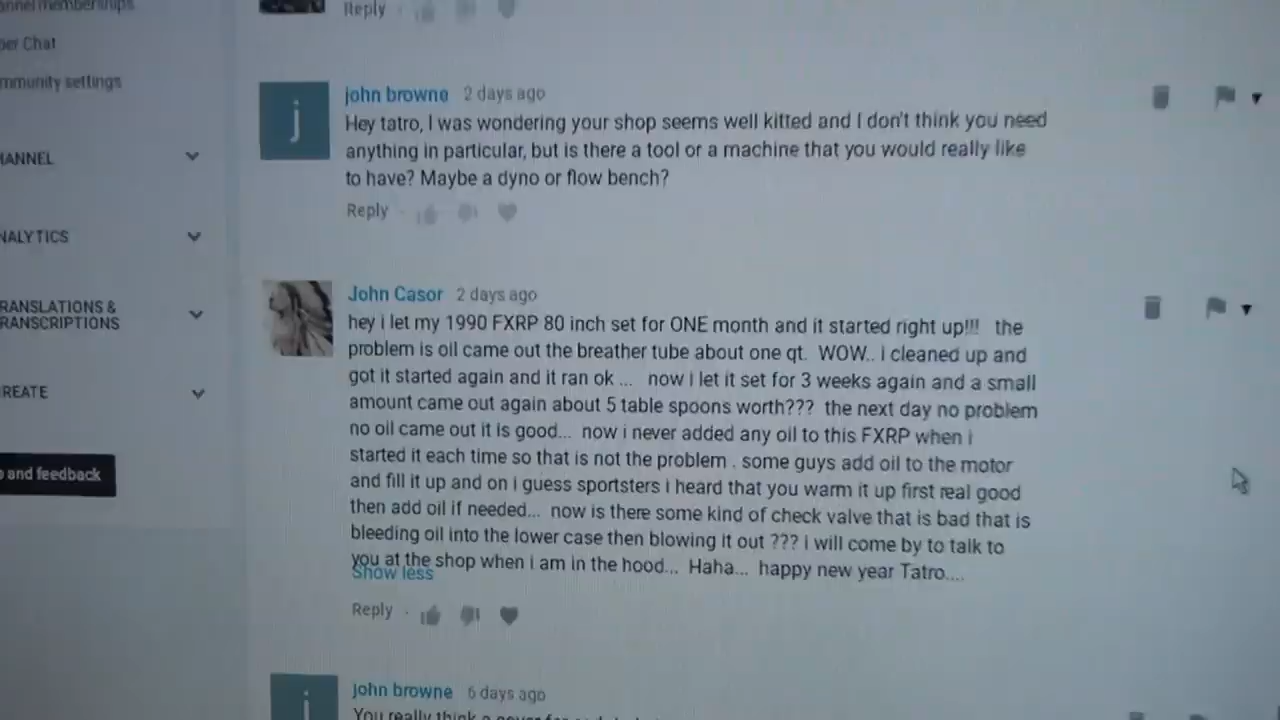 nnel memberships
Reply
per Chat
mmunity settings
j
john browne 2 days ago
Hey tatro, I was wondering your shop seems well kitted and I don't think you need
anything in particular, but is there a tool or a machine that you would really like
to have? Maybe a dyno or flow bench?
Reply
HANNEL
NALYTICS
RANSLATIONS &
RANSCRIPTIONS
REATE
p and feedback
John Casor 2 days ago
hey i let my 1990 FXRP 80 inch set for ONE month and it started right up!!! the
problem is oil came out the breather tube about one qt. WOW.. I cleaned up and
got it started again and it ran ok ... now i let it set for 3 weeks again and a small
amount came out again about 5 table spoons worth??? the next day no problem
no oil came out it is good... now i never added any oil to this FXRP when i
started it each time so that is not the problem . some guys add oil to the motor
and fill it up and on i guess sportsters i heard that you warm it up first real good
then add oil if needed... now is there some kind of check valve that is bad that is
bleeding oil into the lower case then blowing it out ??? i will come by to talk to
you at the shop when i am in the hood... Haha... happy new year Tatro....
Show less
Reply
j
john browne 6 days ago
You really think a